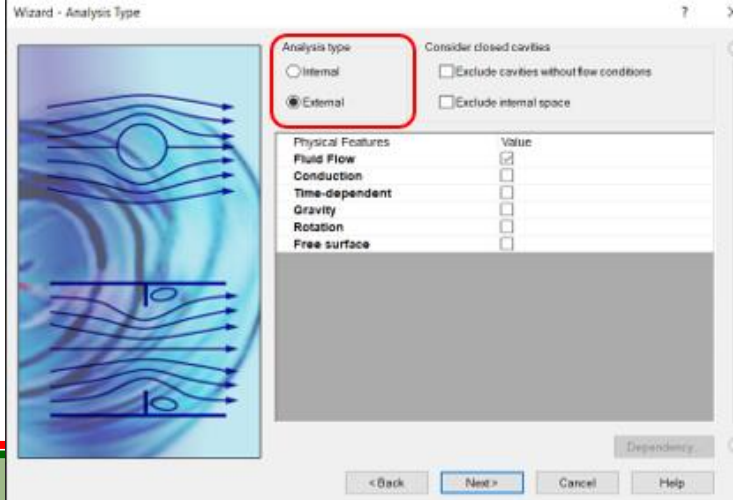 Wizard - Analysis Type
?
Analysis type
Internal
External
Consider closed cavities
Exclude cavities without flow conditions
Exclude internal space
Physical Features Value
Fluid Flow
Conduction
Time-dependent
Gravity
Rotation
Free surface
Dependency...
< Back Next > Cancel Help